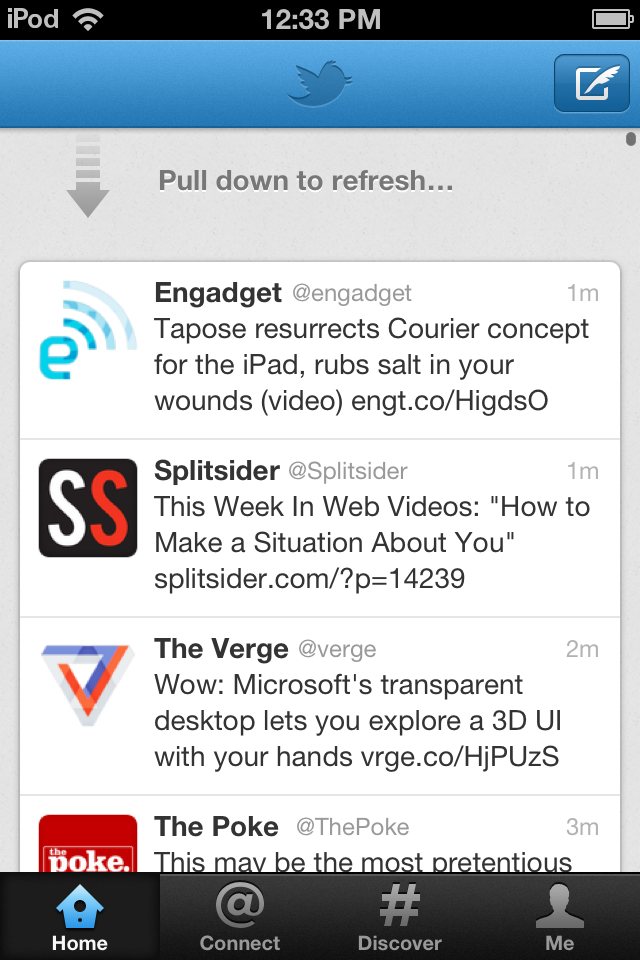 iPod 12:33 PM
Pull down to refresh...
Engadget @engadget 1m
Tapose resurrects Courier concept
for the iPad, rubs salt in your
wounds (video) engt.co/HigdsO
Splitsider @Splitsider 1m
This Week In Web Videos: "How to
Make a Situation About You"
splitsider.com/?p=14239
The Verge @verge 2m
Wow: Microsoft's transparent
desktop lets you explore a 3D UI
with your hands vrge.co/HjPUzS
The Poke @ThePoke 3m
the
poke.
This may be the most pretentious
Home Connect Discover Me